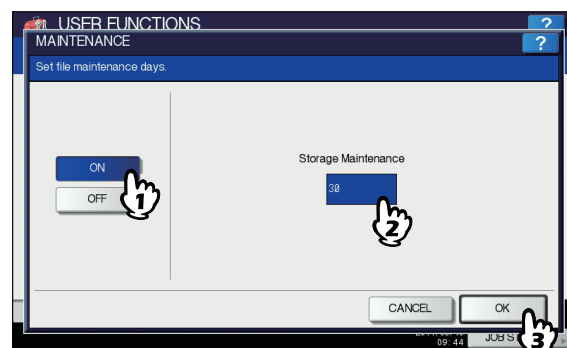 USER FUNCTIONS
?
MAINTENANCE
?
Set file maintenance days.
ON
OFF
1
Storage Maintenance
30
2
CANCEL
OK
3
09:44
JOB ST